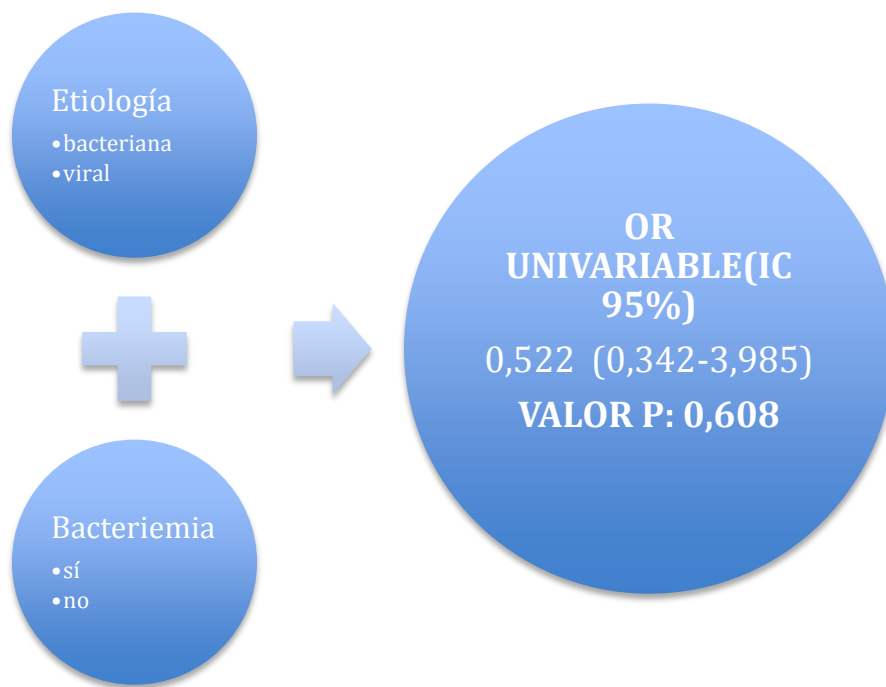 Etiología
•bacteriana
•viral
Bacteriemia
•sí
•no
OR
UNIVARIABLE(IC
95%)
0,522 (0,342-3,985)
VALOR P: 0,608